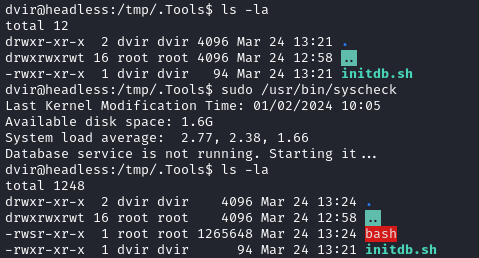 dvir@headless:/tmp/.Tools$ ls -la
total 12
drwxr-xr-x  2 dvir dvir 4096 Mar 24 13:21 .
drwxrwxrwt 16 root root 4096 Mar 24 12:58 ..
-rwxr-xr-x  1 dvir dvir   94 Mar 24 13:21 initdb.sh
dvir@headless:/tmp/.Tools$ sudo /usr/bin/syscheck
Last Kernel Modification Time: 01/02/2024 10:05
Available disk space: 1.6G
System load average:  2.77, 2.38, 1.66
Database service is not running. Starting it...
dvir@headless:/tmp/.Tools$ ls -la
total 1248
drwxr-xr-x  2 dvir dvir    4096 Mar 24 13:24 .
drwxrwxrwt 16 root root    4096 Mar 24 12:58 ..
-rwsr-xr-x  1 root root 1265648 Mar 24 13:24 bash
-rwxr-xr-x  1 dvir dvir      94 Mar 24 13:21 initdb.sh